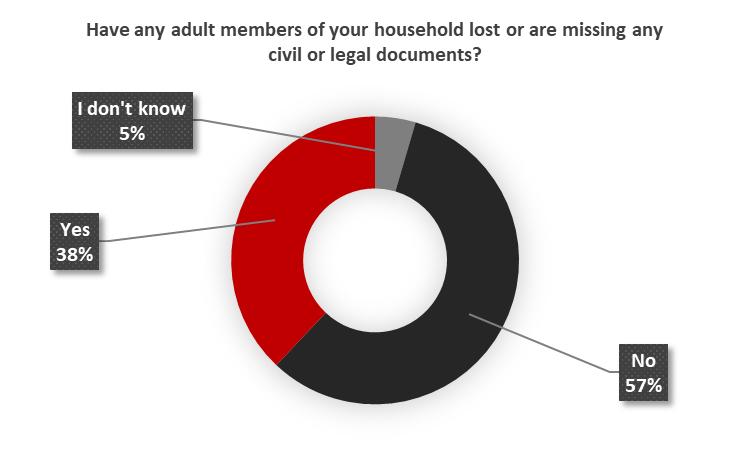 Have any adult members of your household lost or are missing any
civil or legal documents?
I don't know
5%
Yes
38%
No
57%